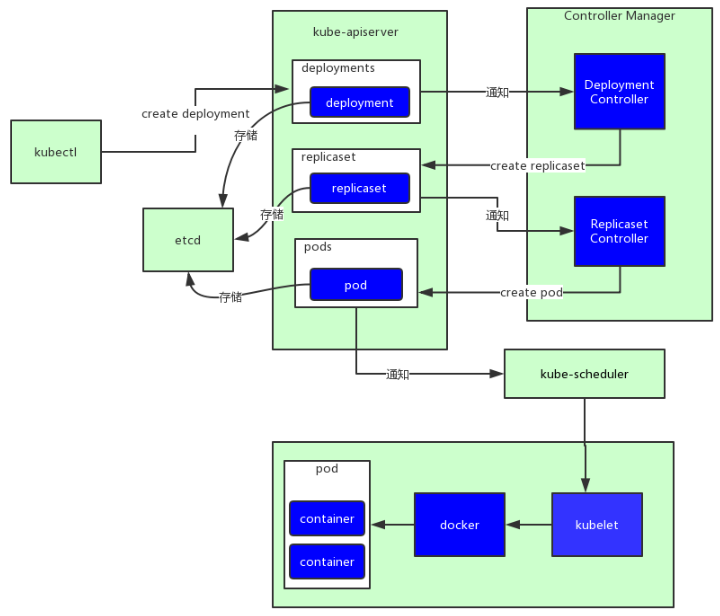 kube-apiserver
Controller Manager
deployments
deployment
通知
Deployment
Controller
create deployment
存储
kubectl
replicaset
create replicaset
replicaset
存储
通知
Replicaset
Controller
etcd
pods
pod
create pod
存储
通知
kube-scheduler
pod
container
container
docker
kubelet